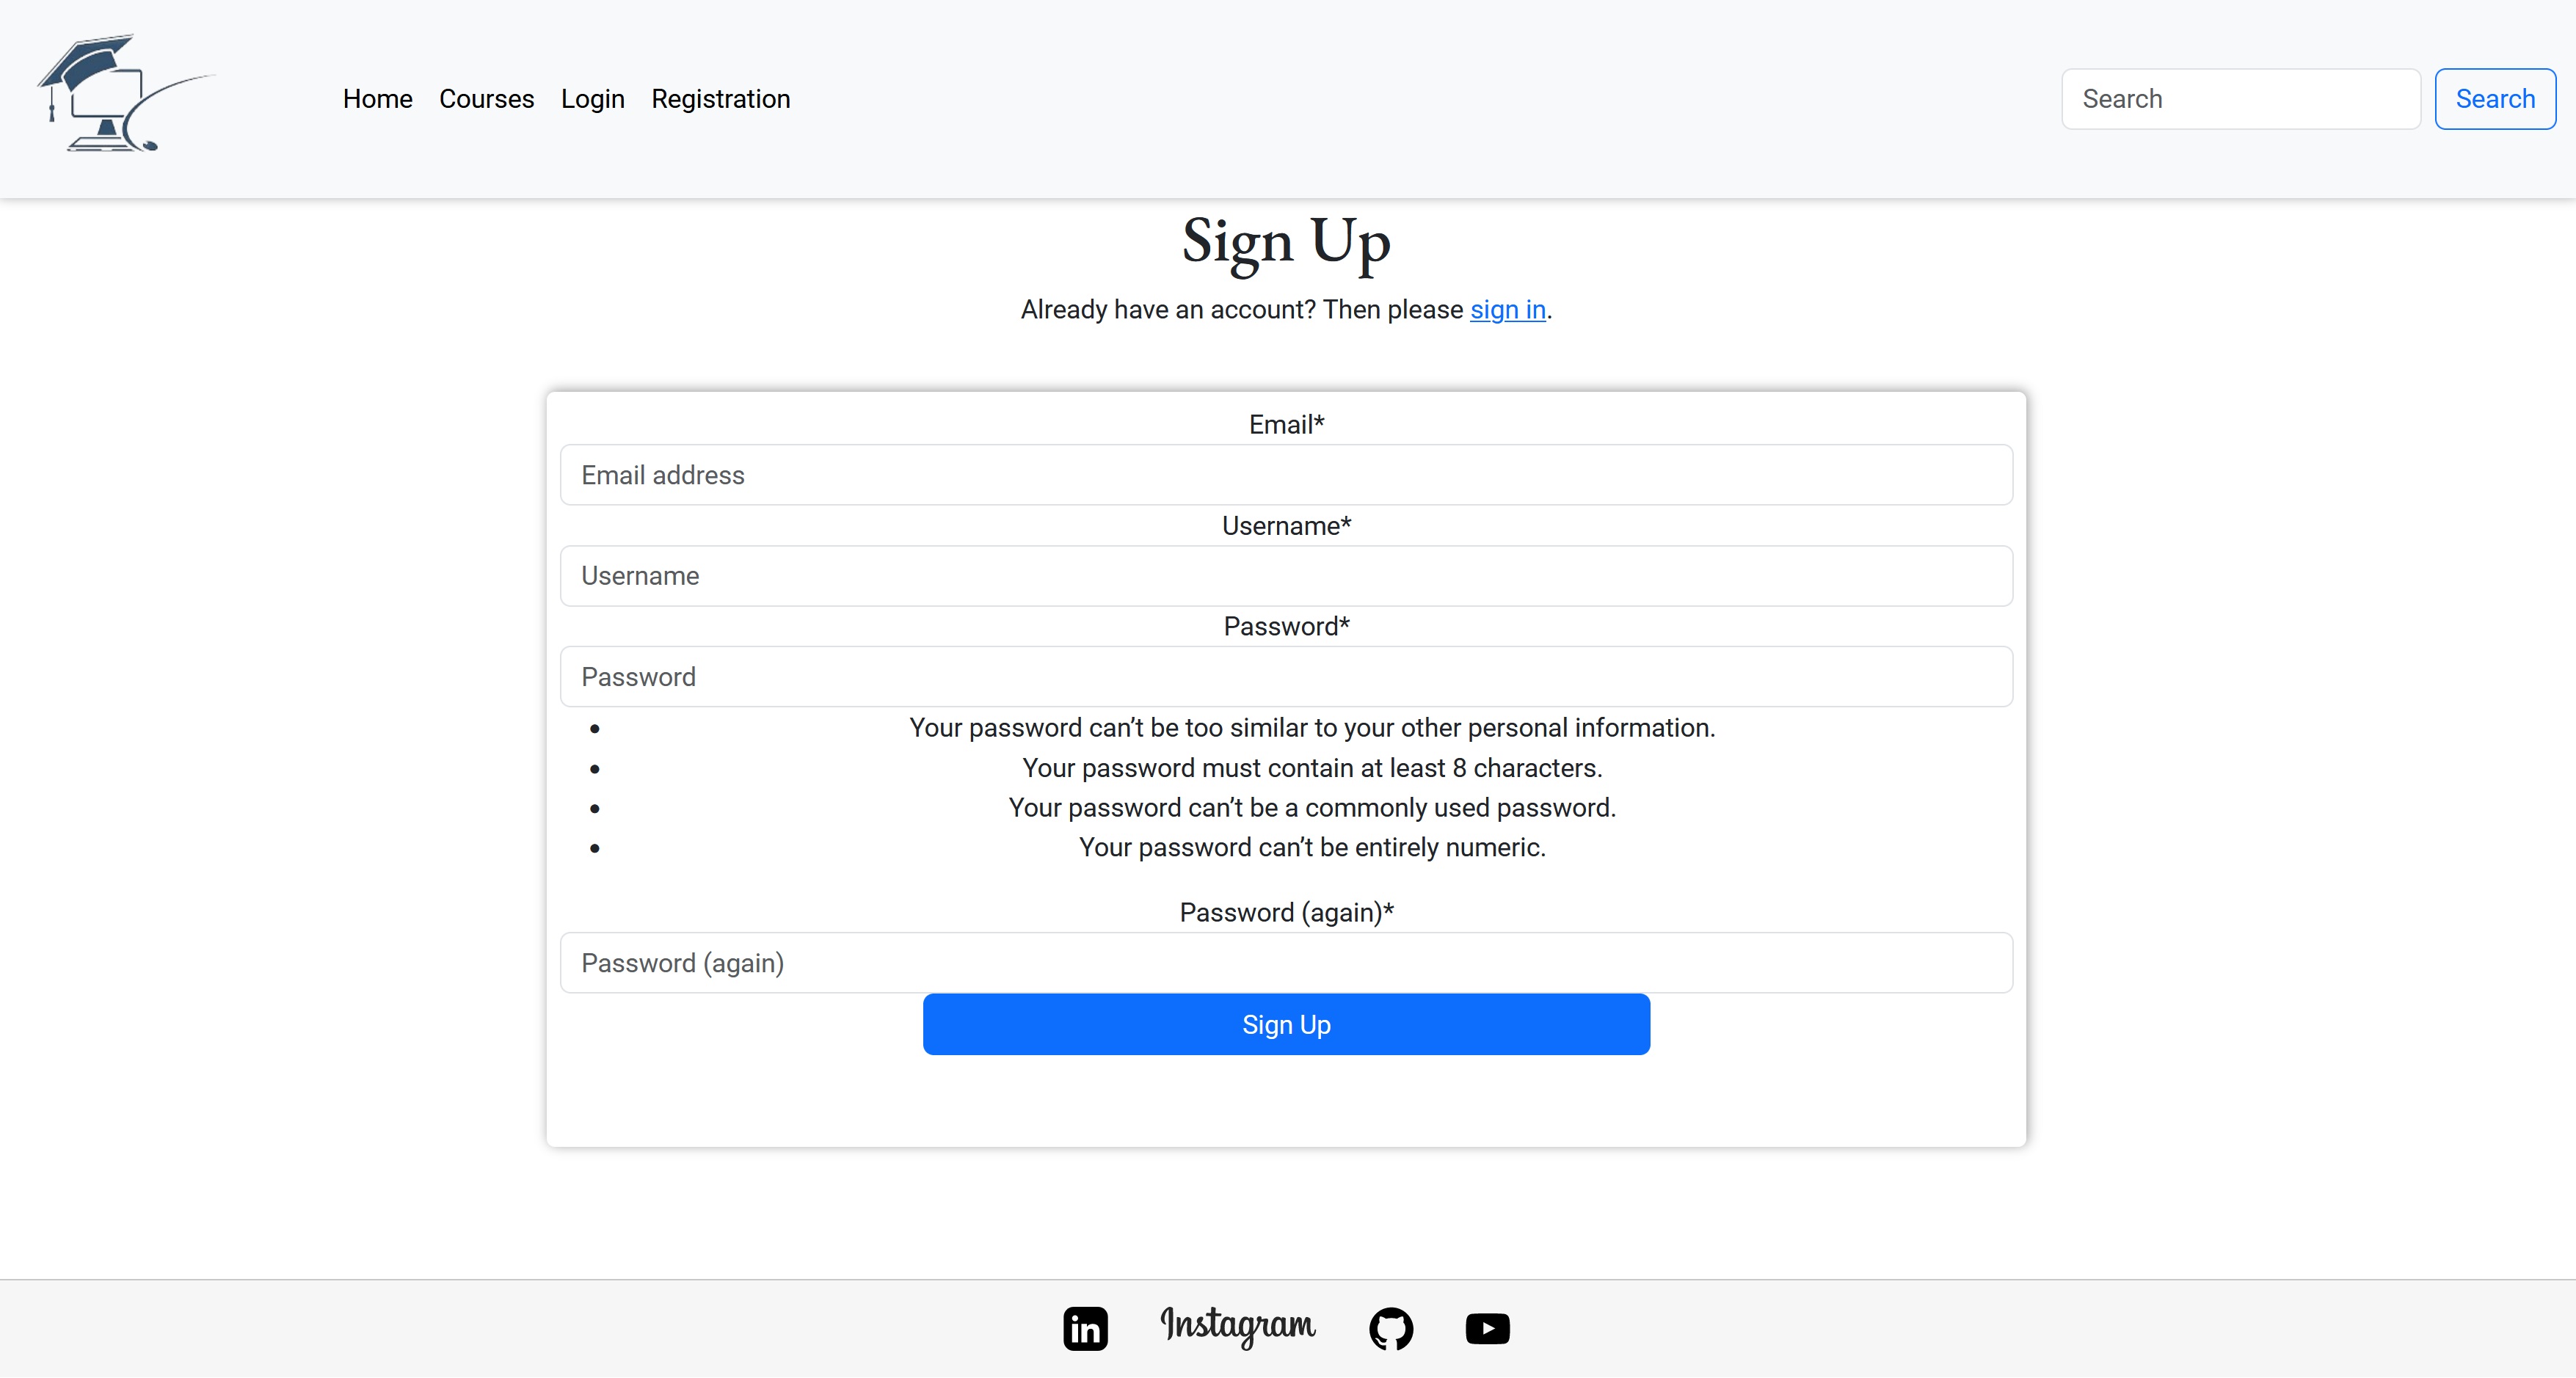 Home Courses Login Registration Search Search
Sign Up
Already have an account? Then please sign in.
Email*
Email address
Username*
Username
Password*
Password
• Your password can’t be too similar to your other personal information.
• Your password must contain at least 8 characters.
• Your password can’t be a commonly used password.
• Your password can’t be entirely numeric.
Password (again)*
Password (again)
Sign Up
in Instagram